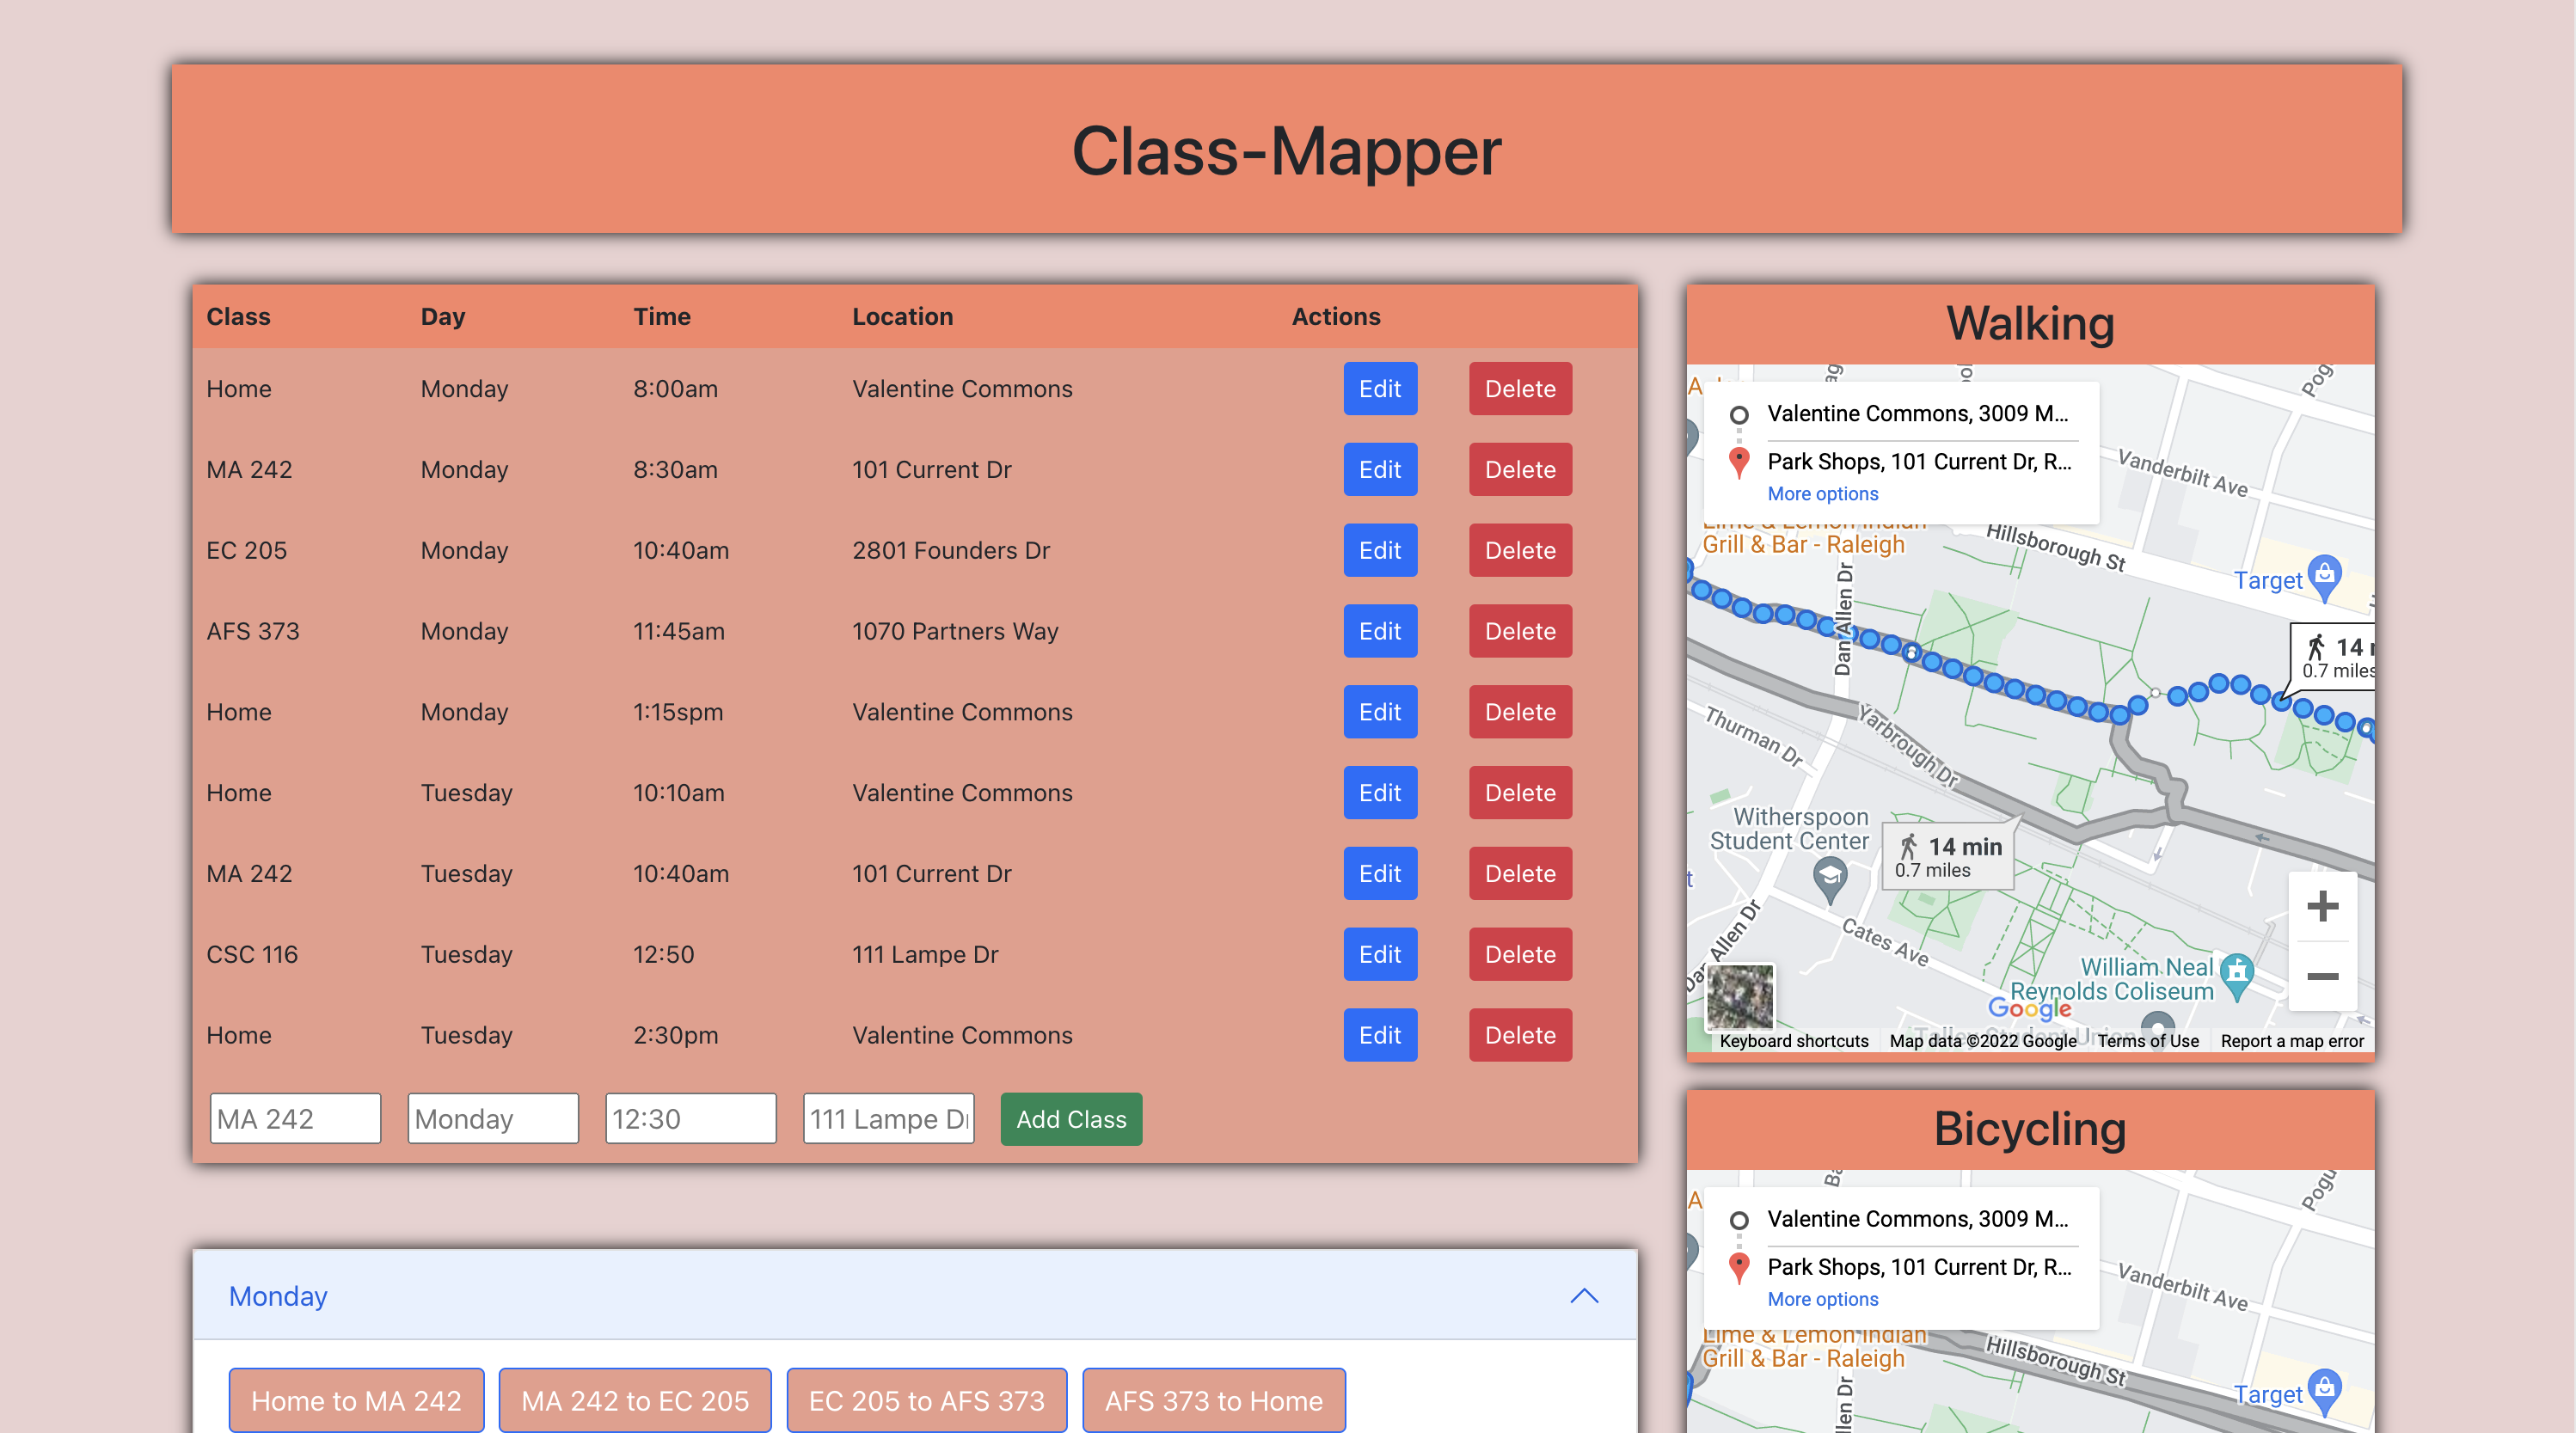 Class-Mapper
Class Day Time Location Actions
Home Monday 8:00am Valentine Commons Edit Delete
MA 242 Monday 8:30am 101 Current Dr Edit Delete
EC 205 Monday 10:40am 2801 Founders Dr Edit Delete
AFS 373 Monday 11:45am 1070 Partners Way Edit Delete
Home Monday 1:15spm Valentine Commons Edit Delete
Home Tuesday 10:10am Valentine Commons Edit Delete
MA 242 Tuesday 10:40am 101 Current Dr Edit Delete
CSC 116 Tuesday 12:50 111 Lampe Dr Edit Delete
Home Tuesday 2:30pm Valentine Commons Edit Delete
MA 242 Monday 12:30 111 Lampe D Add Class
Monday
Home to MA 242 MA 242 to EC 205 EC 205 to AFS 373 AFS 373 to Home
Walking
Valentine Commons, 3009 M...
Park Shops, 101 Current Dr, R...
More options
Pog
Vanderbilt Ave
Lime & Lemon Indian
Grill & Bar - Raleigh
Hillsborough St
Target
Dan Allen Dr
14
0.7 miles
Thurman Dr
Yarbrough Dr
Witherspoon
Student Center
14 min
0.7 miles
Dan Allen Dr
Cates Ave
William Neal
Reynolds Coliseum
Google
Talley Student Union
Keyboard shortcuts Map data ©2022 Google Terms of Use Report a map error
Bicycling
Valentine Commons, 3009 M...
Park Shops, 101 Current Dr, R...
More options
Pogu
Vanderbilt Ave
Lime & Lemon Indian
Grill & Bar - Raleigh
Hillsborough St
Target
llen Dr